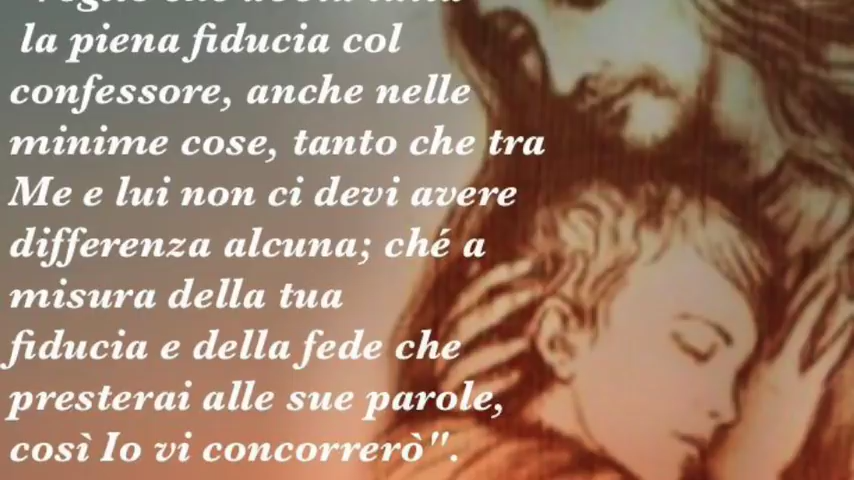 la piena fiducia col
confessore, anche nelle
minime cose, tanto che tra
Me e lui non ci devi avere
differenza alcuna; ché a
misura della tua
fiducia e della fede che
presterai alle sue parole,
così Io vi concorrerò".